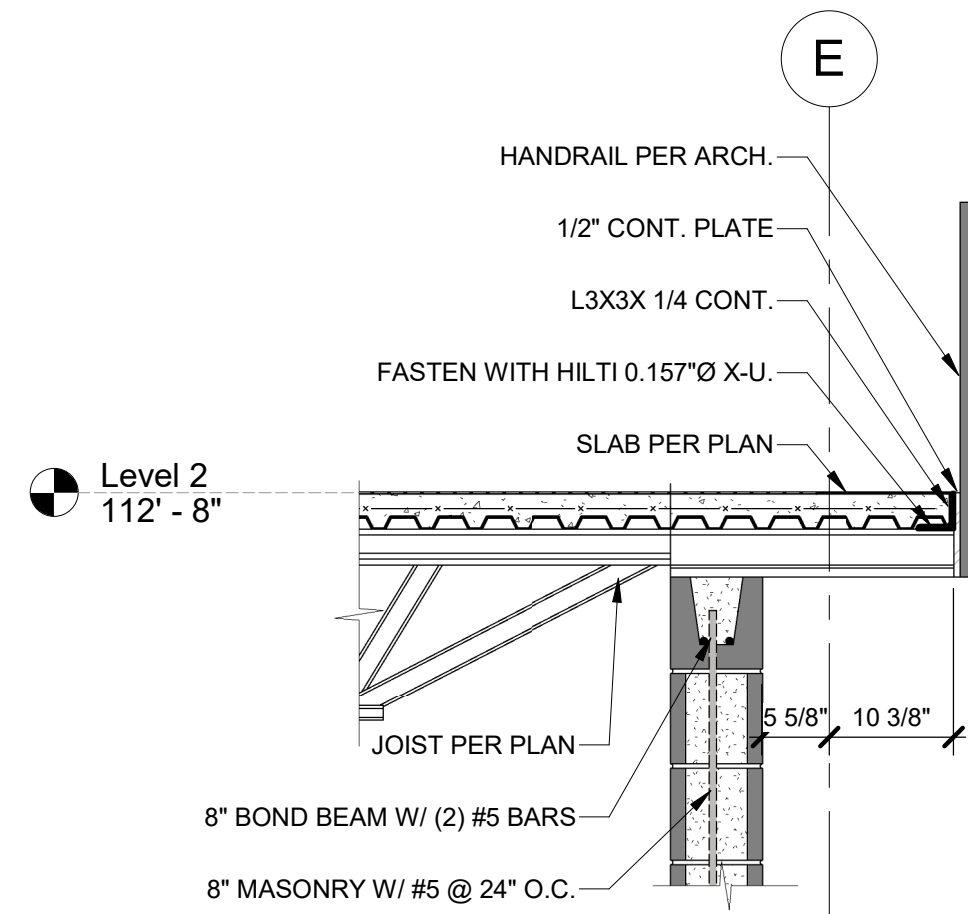 E
HANDRAIL PER ARCH.
1/2" CONT. PLATE
L3X3X 1/4 CONT.
FASTEN WITH HILTI 0.157"Ø X-U.
SLAB PER PLAN
Level 2
112' - 8"
5 5/8"
10 3/8"
JOIST PER PLAN
8" BOND BEAM W/ (2) #5 BARS
8" MASONRY W/ #5 @ 24" O.C.